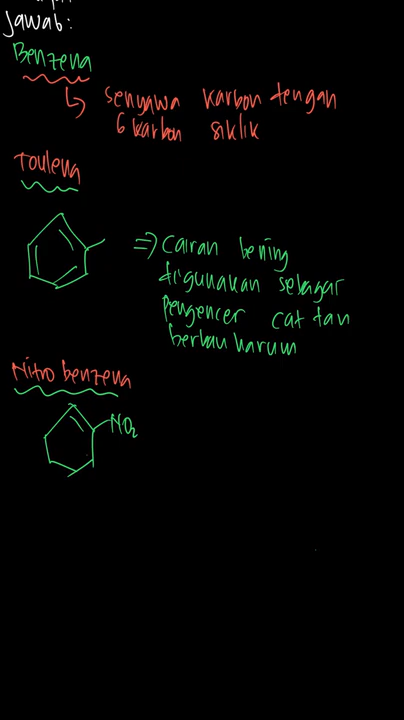 Jawab:
Benzena
senyawa karbon dengan
6 karbon siklik
Toulena
⇒ Cairan bening
digunakan sebagai
pengencer cat dan
berbau harum
Nitro benzena
NO₂